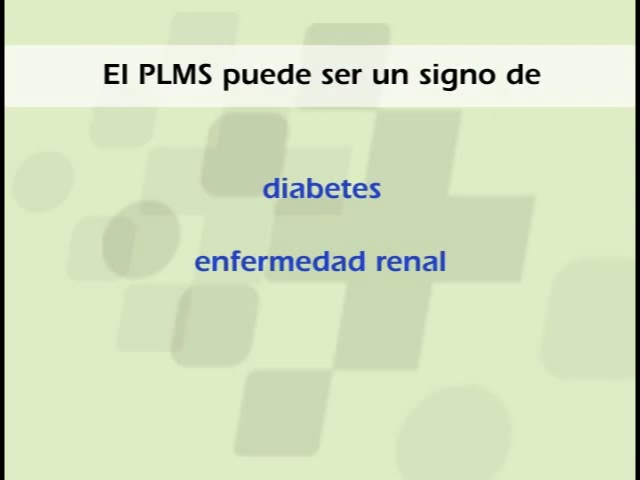 El PLMS puede ser un signo de
diabetes
enfermedad renal